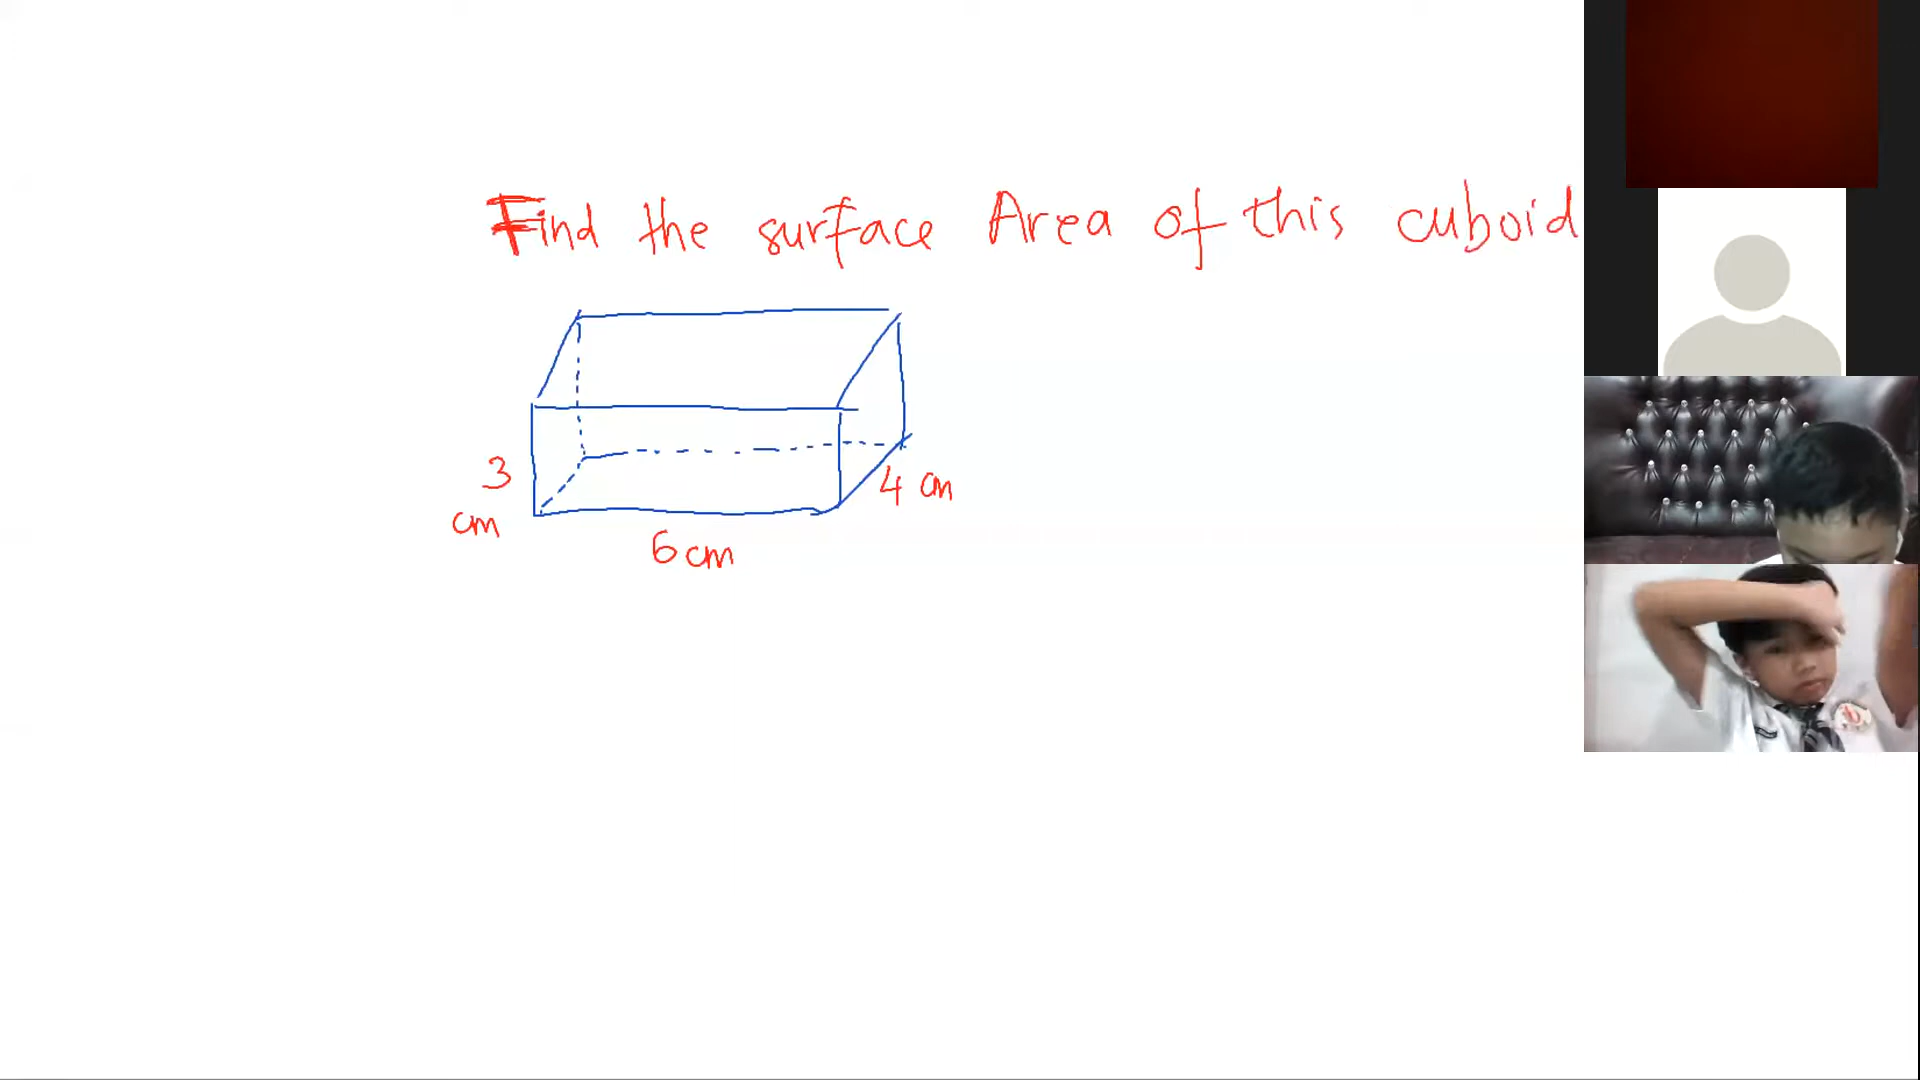 Find the surface Area of this cuboid
3
cm
4 cm
6 cm